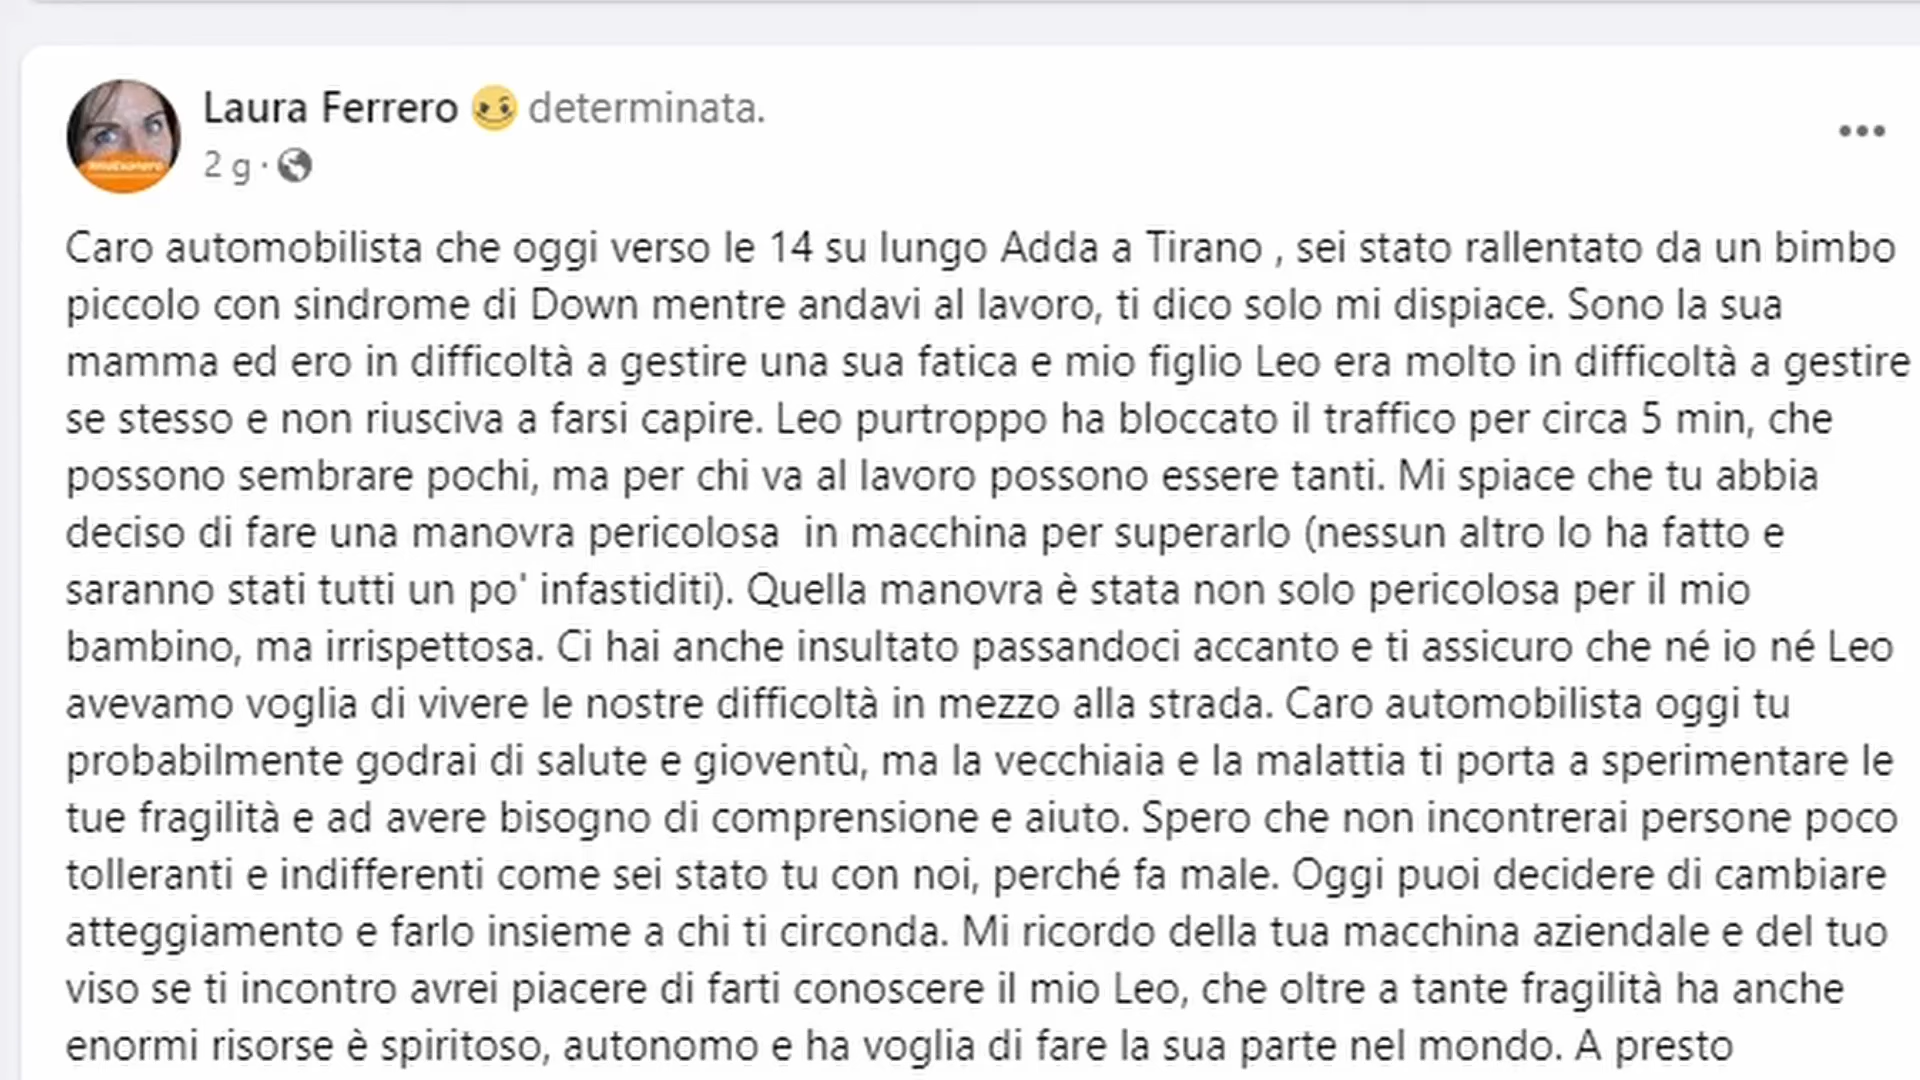 Laura Ferrero determinata.
2 g ·
Caro automobilista che oggi verso le 14 su lungo Adda a Tirano , sei stato rallentato da un bimbo
piccolo con sindrome di Down mentre andavi al lavoro, ti dico solo mi dispiace. Sono la sua
mamma ed ero in difficoltà a gestire una sua fatica e mio figlio Leo era molto in difficoltà a gestire
se stesso e non riusciva a farsi capire. Leo purtroppo ha bloccato il traffico per circa 5 min, che
possono sembrare pochi, ma per chi va al lavoro possono essere tanti. Mi spiace che tu abbia
deciso di fare una manovra pericolosa  in macchina per superarlo (nessun altro lo ha fatto e
saranno stati tutti un po' infastiditi). Quella manovra è stata non solo pericolosa per il mio
bambino, ma irrispettosa. Ci hai anche insultato passandoci accanto e ti assicuro che né io né Leo
avevamo voglia di vivere le nostre difficoltà in mezzo alla strada. Caro automobilista oggi tu
probabilmente godrai di salute e gioventù, ma la vecchiaia e la malattia ti porta a sperimentare le
tue fragilità e ad avere bisogno di comprensione e aiuto. Spero che non incontrerai persone poco
tolleranti e indifferenti come sei stato tu con noi, perché fa male. Oggi puoi decidere di cambiare
atteggiamento e farlo insieme a chi ti circonda. Mi ricordo della tua macchina aziendale e del tuo
viso se ti incontro avrei piacere di farti conoscere il mio Leo, che oltre a tante fragilità ha anche
enormi risorse è spiritoso, autonomo e ha voglia di fare la sua parte nel mondo. A presto